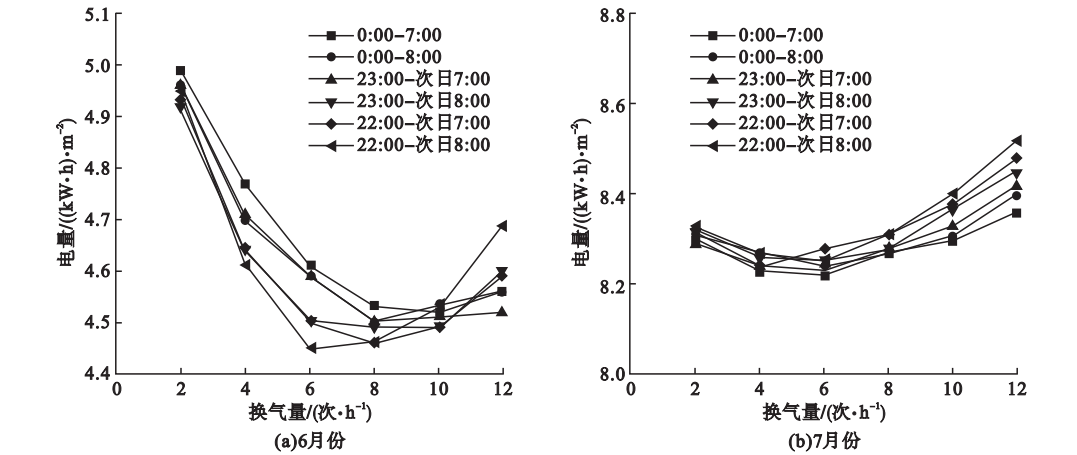 5.1
5.0
4.9
4.8
4.7
4.6
4.5
4.4
电量/((kW·h)·m⁻²)
0:00–7:00
0:00–8:00
23:00–次日7:00
23:00–次日8:00
22:00–次日7:00
22:00–次日8:00
0 2 4 6 8 10 12
换气量/(次·h⁻¹)
(a)6月份
8.8
8.6
8.4
8.2
8.0
电量/((kW·h)·m⁻²)
0:00–7:00
0:00–8:00
23:00–次日7:00
23:00–次日8:00
22:00–次日7:00
22:00–次日8:00
0 2 4 6 8 10 12
换气量/(次·h⁻¹)
(b)7月份